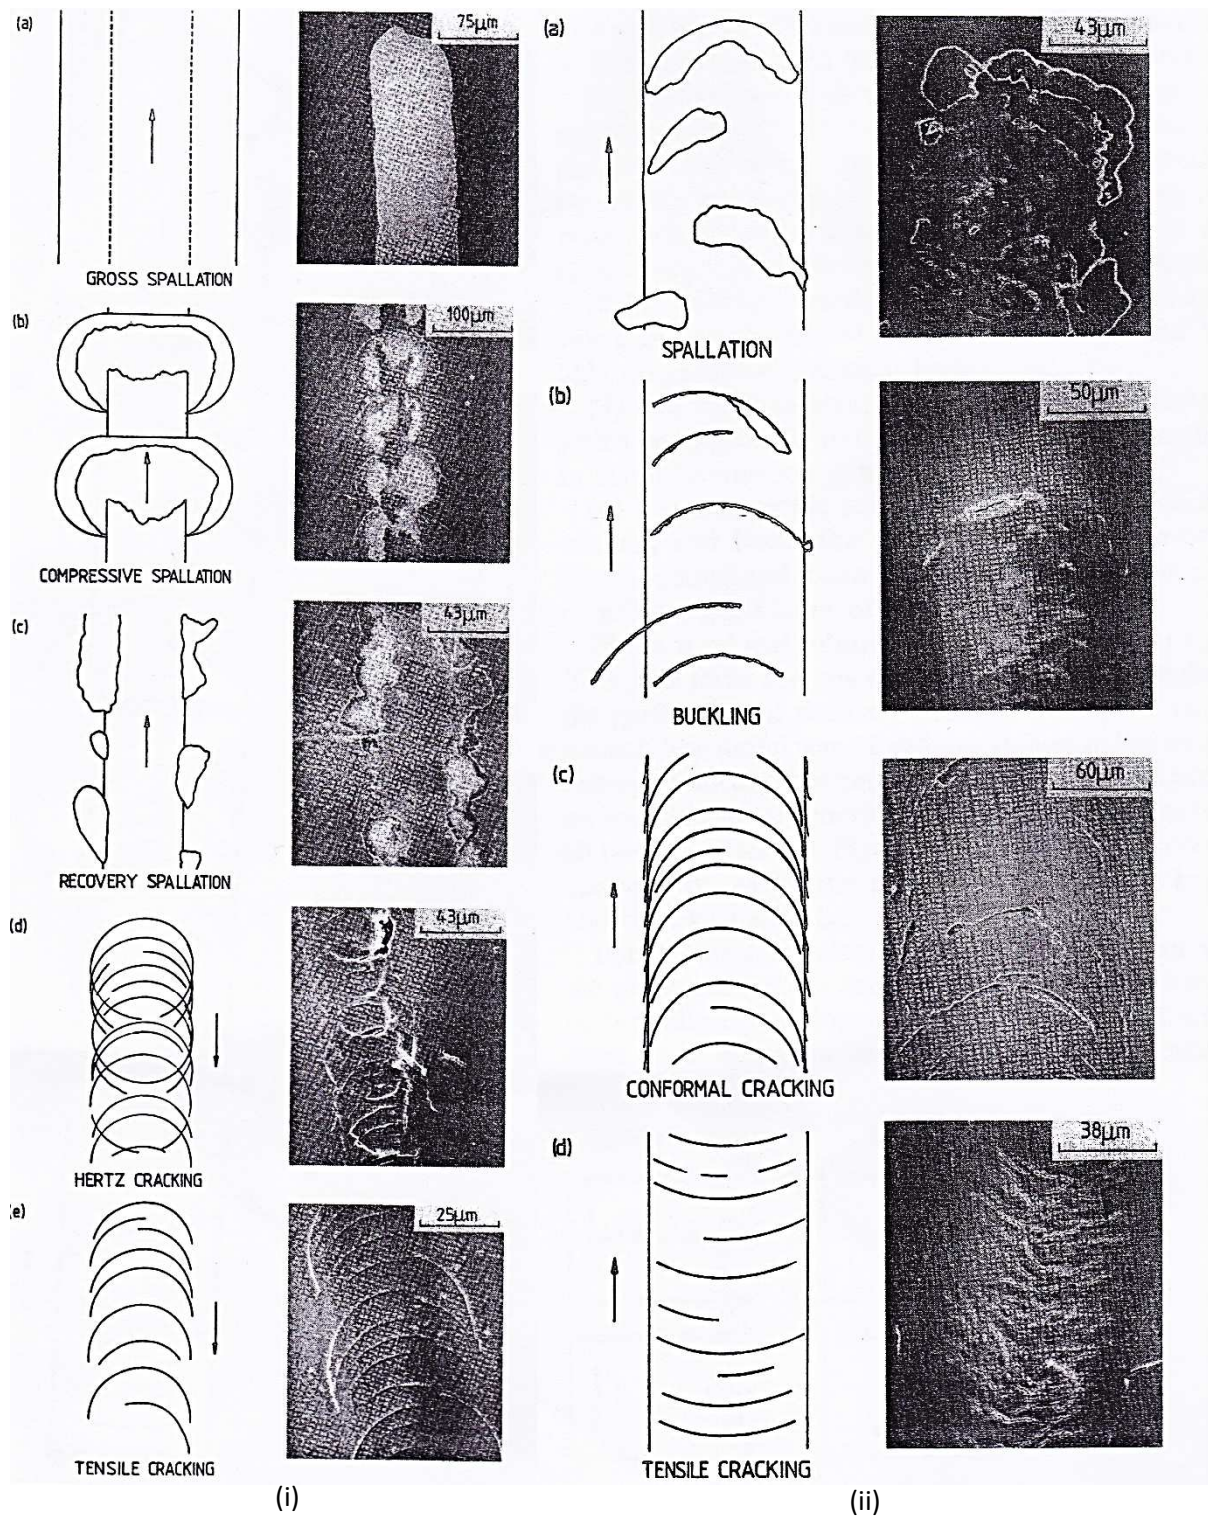 (a)
75μm
GROSS SPALLATION
(b)
100μm
COMPRESSIVE SPALLATION
(c)
43μm
RECOVERY SPALLATION
(d)
43μm
HERTZ CRACKING
(e)
25μm
TENSILE CRACKING
(i)
(a)
43μm
SPALLATION
(b)
50μm
BUCKLING
(c)
60μm
CONFORMAL CRACKING
(d)
38μm
TENSILE CRACKING
(ii)